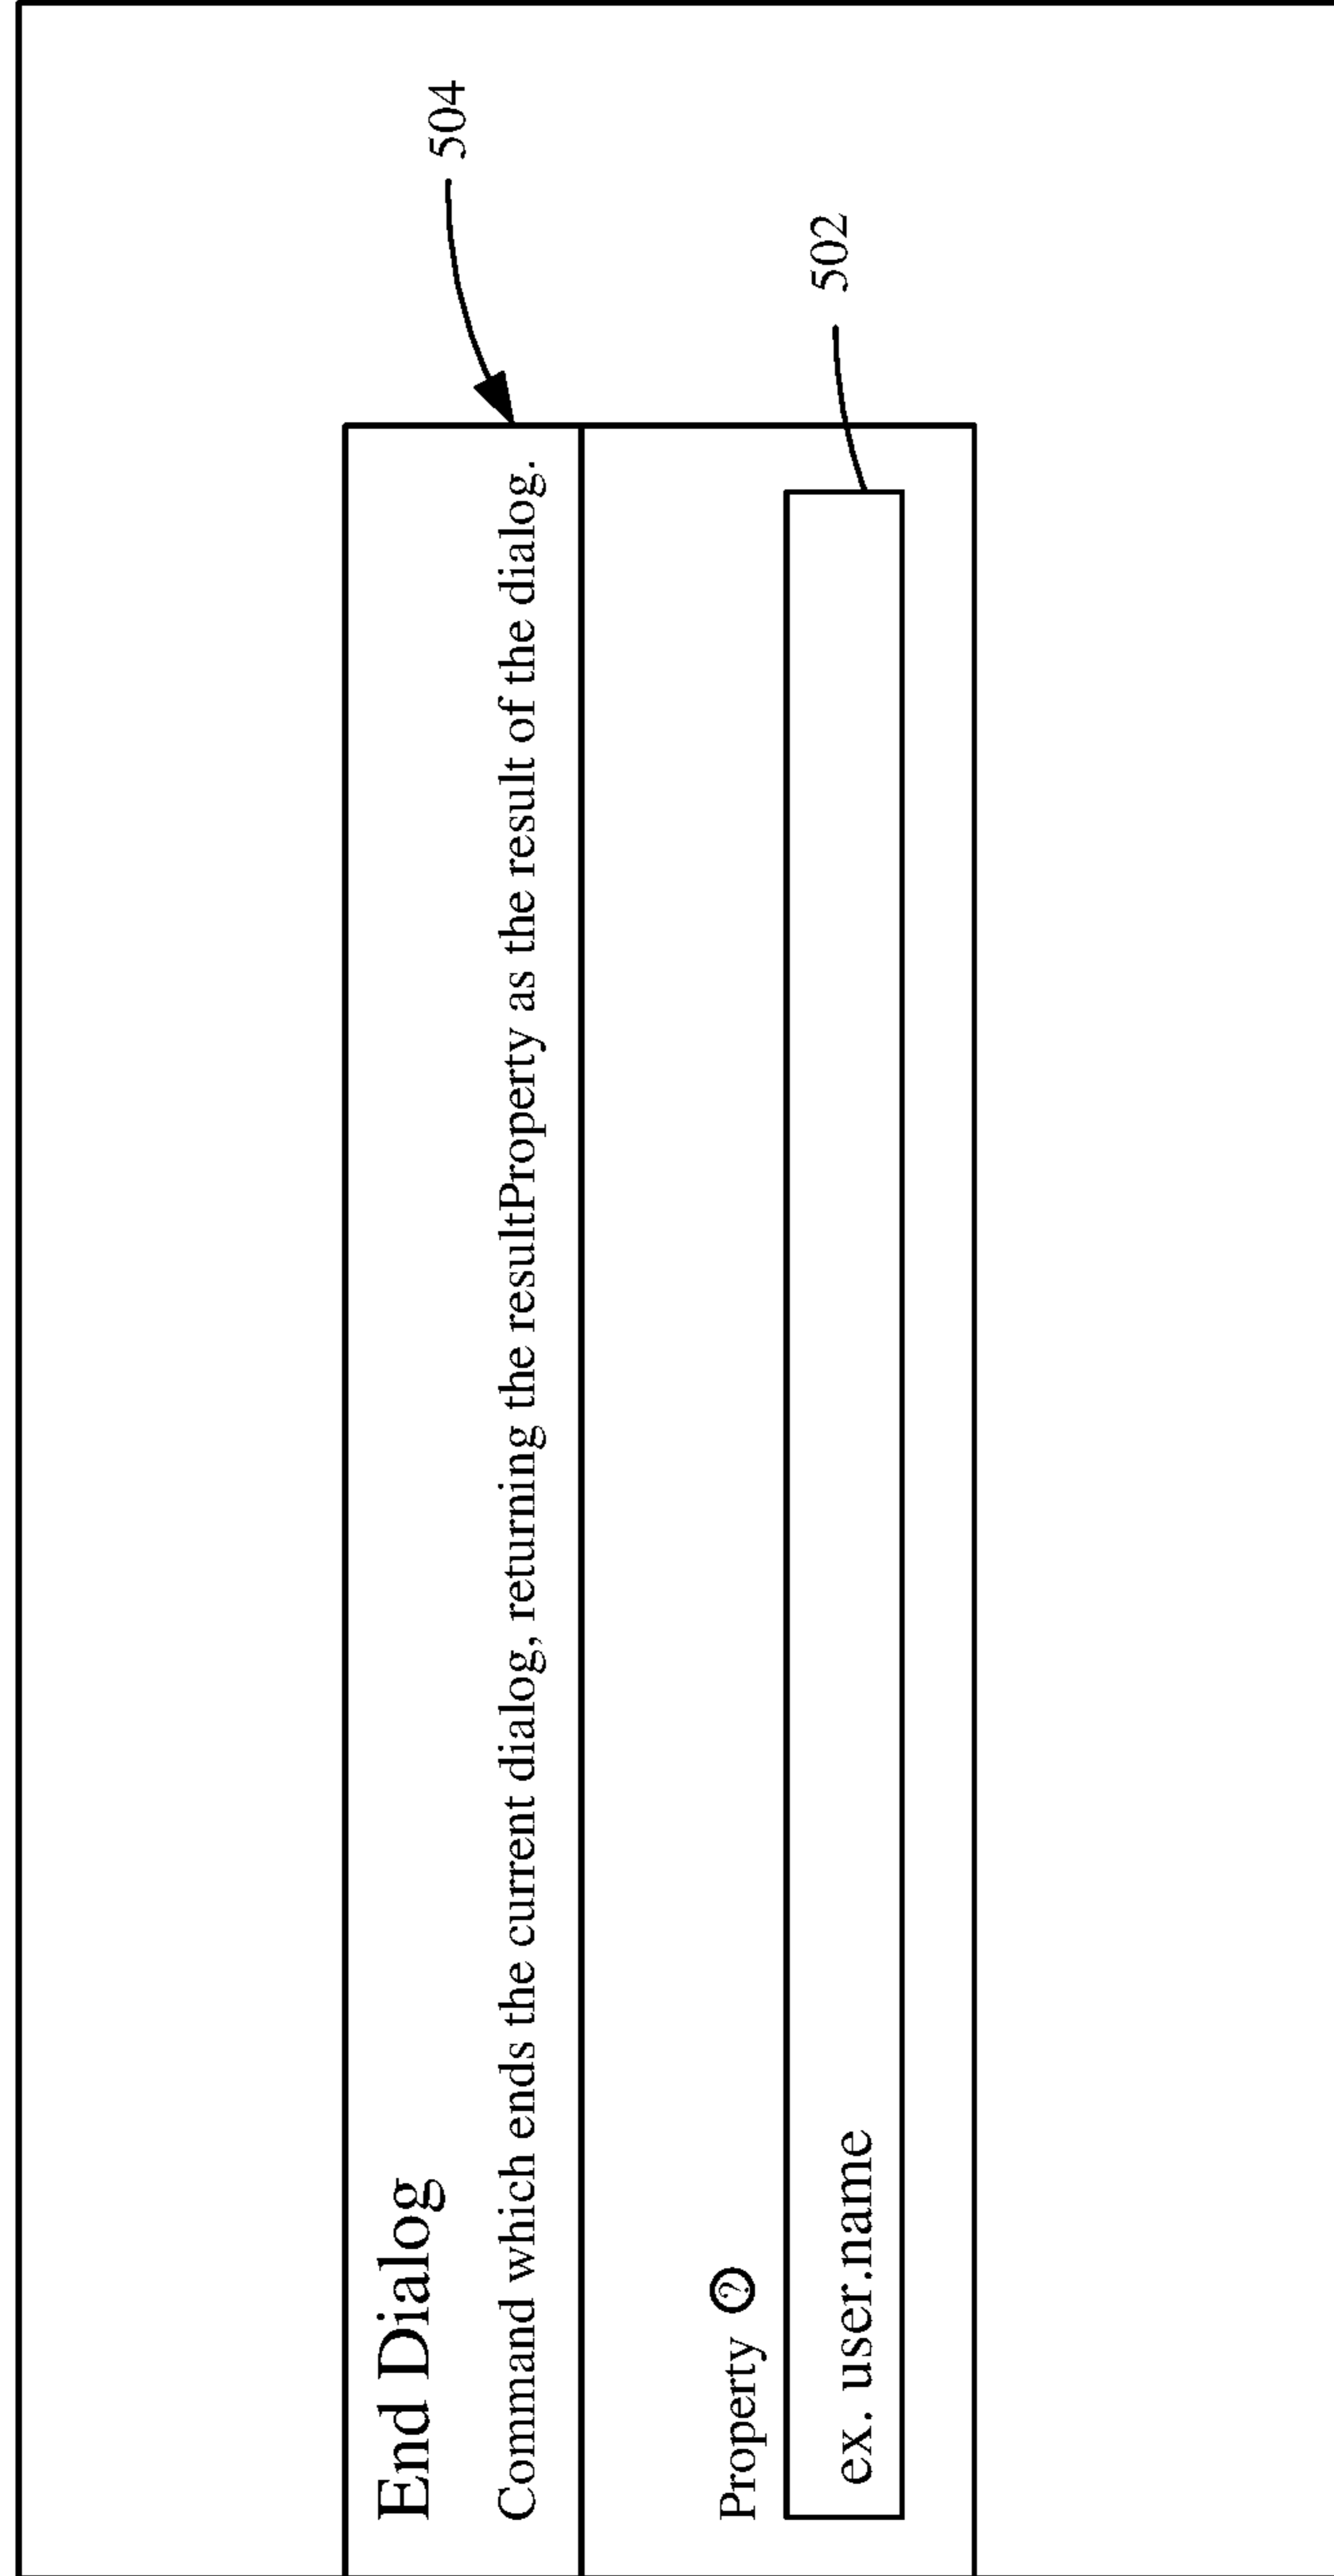 End Dialog
504
Command which ends the current dialog, returning the resultProperty as the result of the dialog.
Property ?
502
ex. user.name